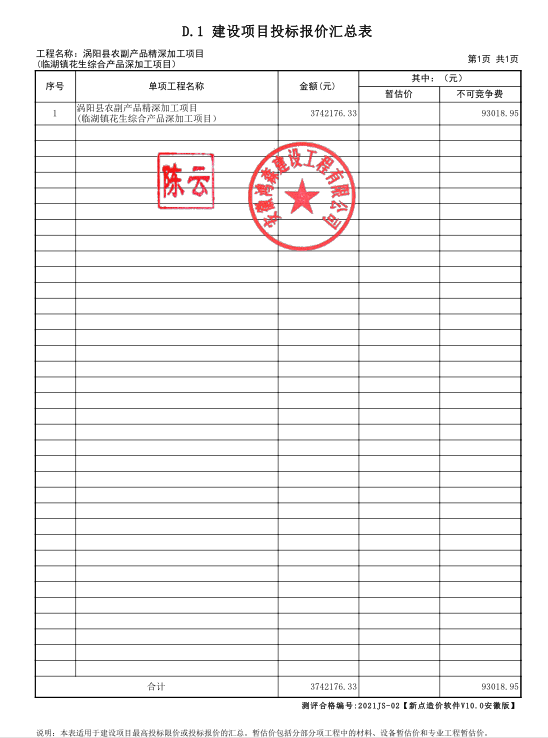 D.1 建设项目投标报价汇总表
工程名称: 涡阳县农副产品精深加工项目
(临湖镇花生综合产品深加工项目)
第1页 共1页
序号 单项工程名称 金额(元) 其中: (元)
暂估价 不可竞争费
1 涡阳县农副产品精深加工项目 3742176.33 93018.95
(临湖镇花生综合产品深加工项目)
陈云
安徽鸿森建设工程有限公司
合计 3742176.33 93018.95
测评合格编号:2021JS-02【新点造价软件V10.0安徽版】
说明: 本表适用于建设项目最高投标限价或投标报价的汇总。暂估价包括分部分项工程中的材料、设备暂估价和专业工程暂估价。